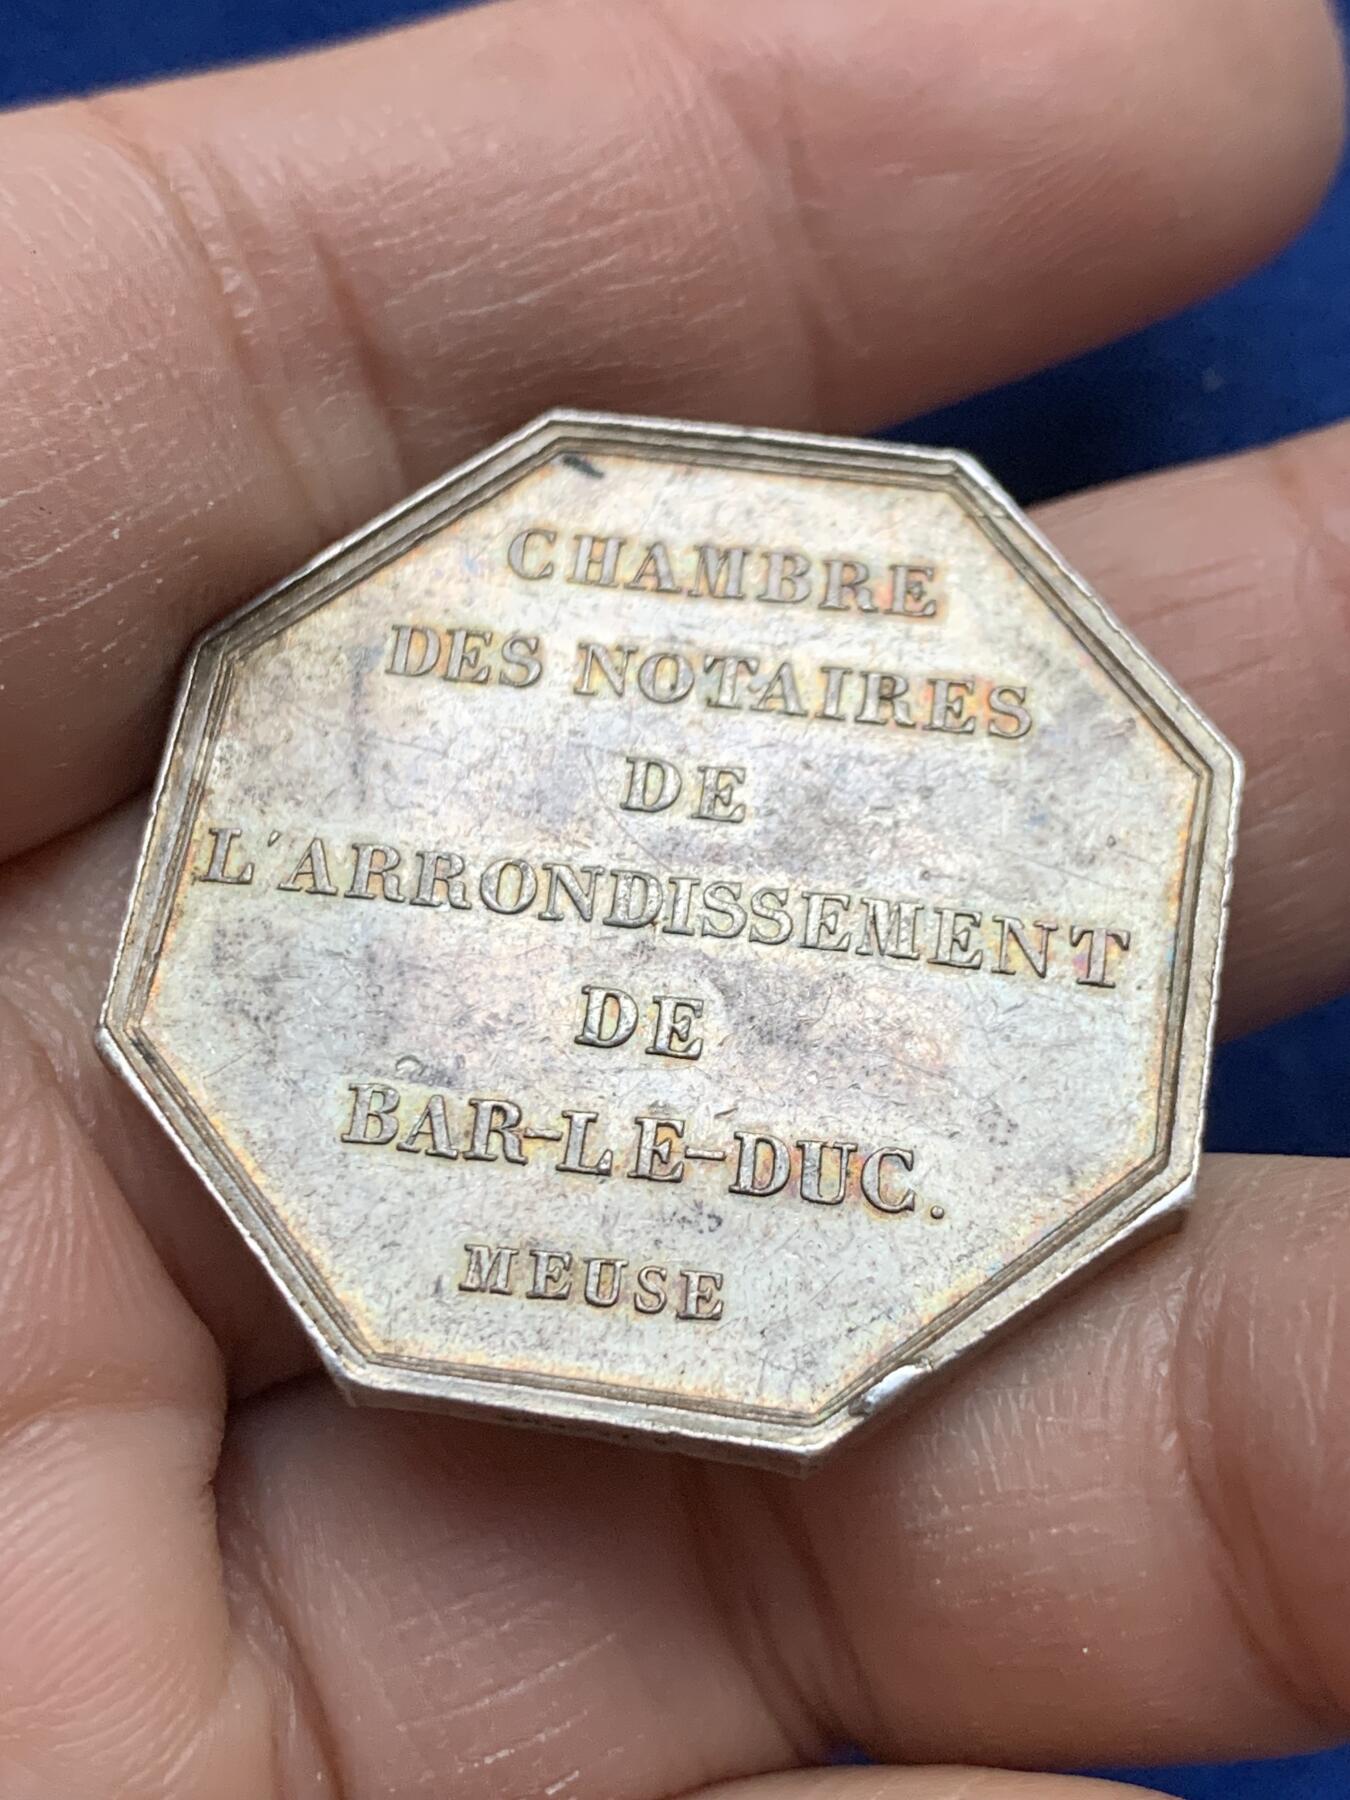 CHAMBRE
DES NOTAIRES
DE
L'ARRONDISSEMENT
DE
BAR-LE-DUC.
MEUSE